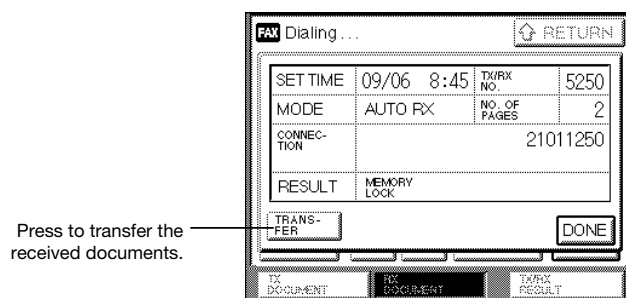 FAX Dialing ... RETURN
SET TIME 09/06 8:45 TX/RX NO. 5250
MODE AUTO RX NO. OF PAGES 2
CONNEC-TION 21011250
RESULT MEMORY LOCK
TRANS-
FER
DONE
Press to transfer the
received documents.
TX DOCUMENT RX DOCUMENT TX/RX RESULT